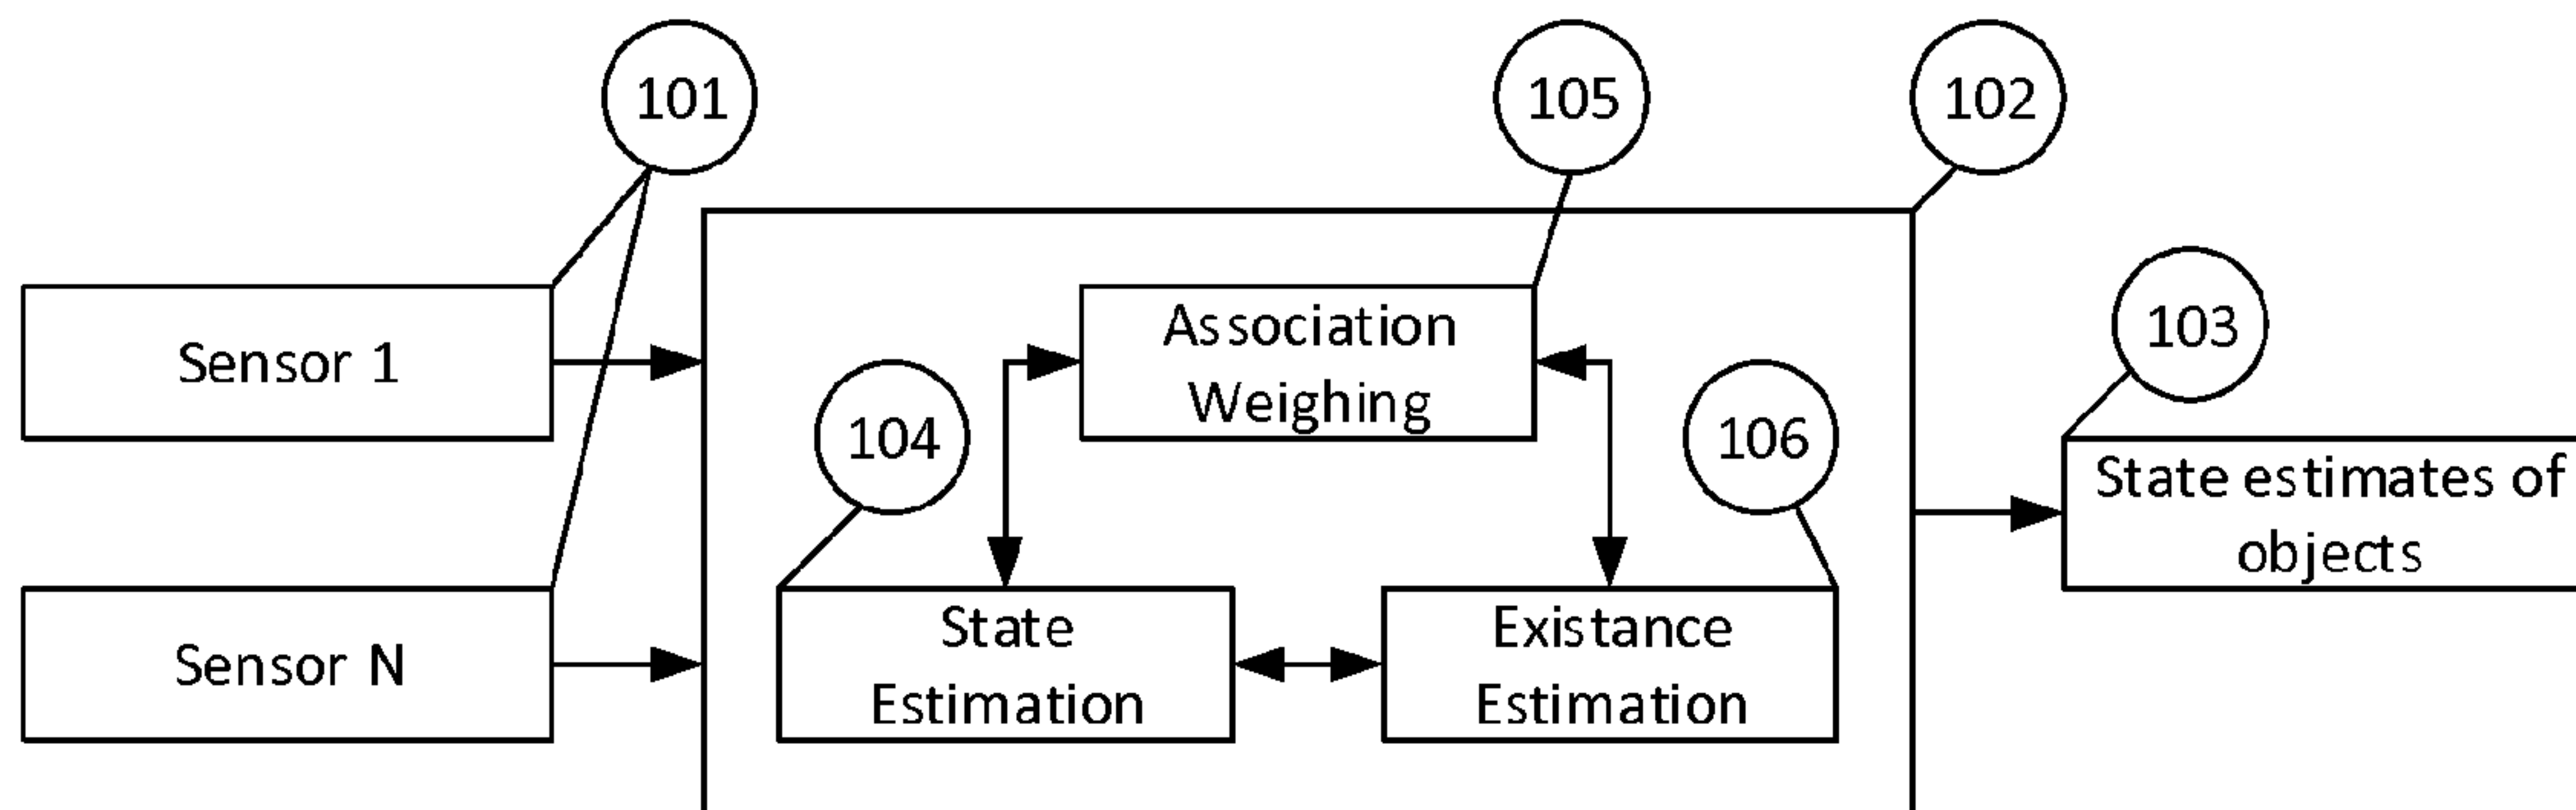 101
105
102
103
Sensor 1
Association
Weighing
104
106
State estimates of
objects
Sensor N
State
Estimation
Existance
Estimation